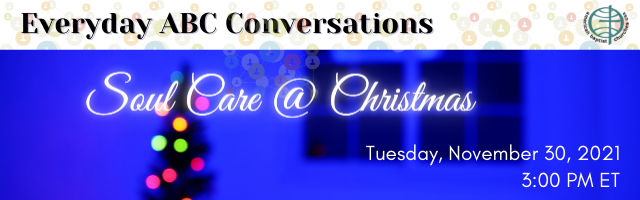 Everyday ABC Conversations
Soul Care @ Christmas
Tuesday, November 30, 2021
3:00 PM ET